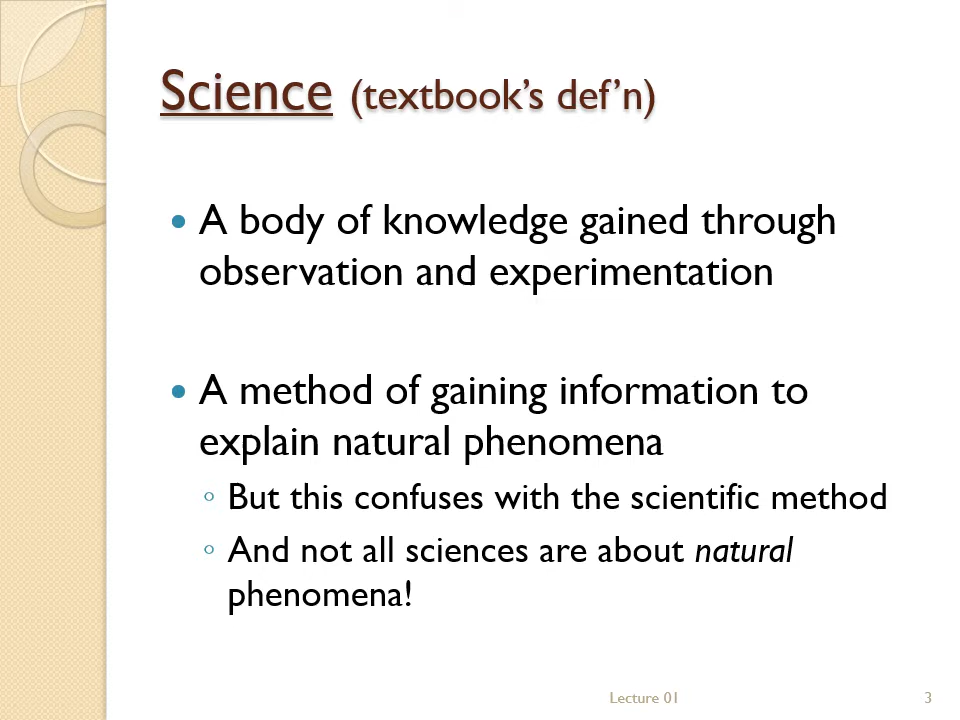 Science (textbook’s def’n)
• A body of knowledge gained through
observation and experimentation
• A method of gaining information to
explain natural phenomena
◦ But this confuses with the scientific method
◦ And not all sciences are about natural
phenomena!
Lecture 01 3